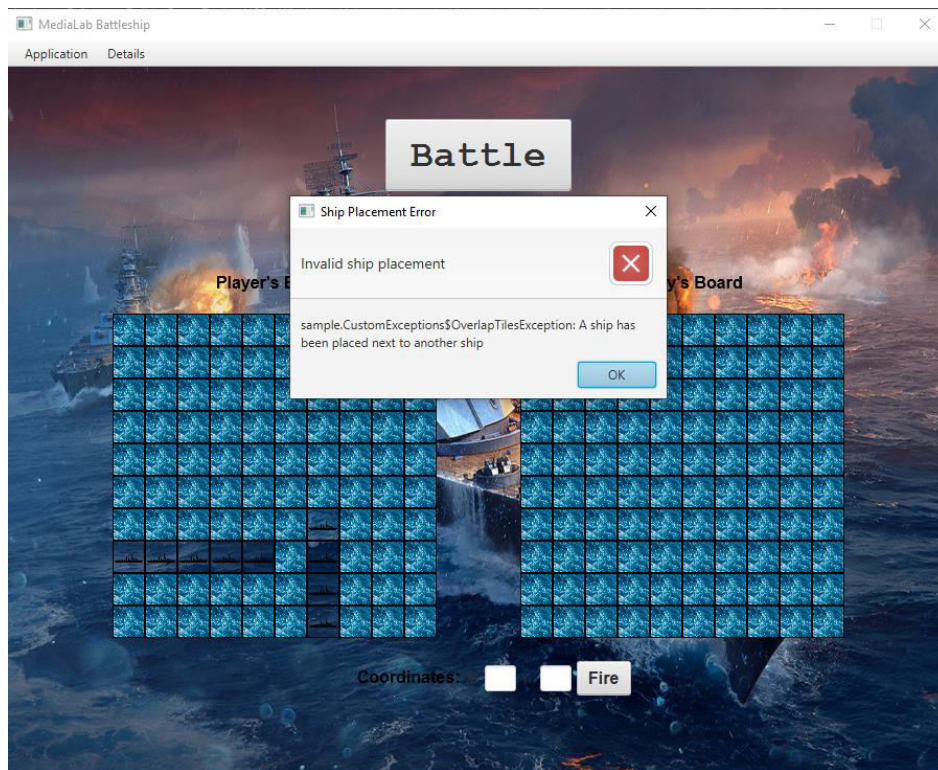 MediaLab Battleship
Application Details
Battle
Ship Placement Error
Invalid ship placement
Player's
y's Board
sample.CustomExceptions$OverlapTilesException: A ship has
been placed next to another ship
OK
Coordinates:
Fire